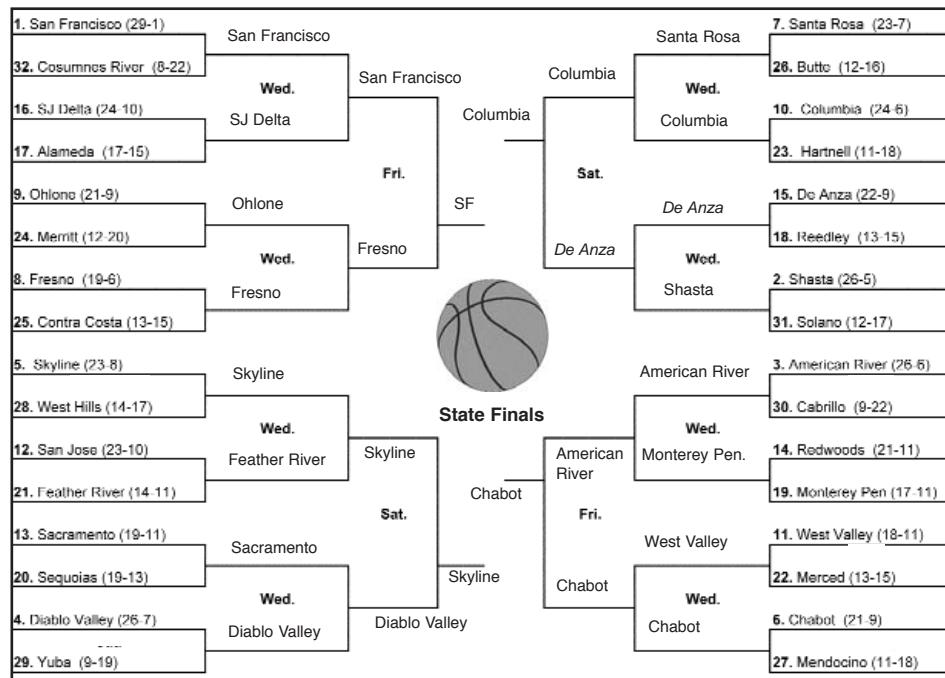 1. San Francisco (29-1)
San Francisco
32. Cosumnes River (8-22)
Wed.
San Francisco
16. SJ Delta (24-10)
SJ Delta
17. Alameda (17-15)
Fri.
9. Ohlone (21-9)
Ohlone
SF
24. Merritt (12-20)
Wed.
Fresno
8. Fresno (19-6)
Fresno
25. Contra Costa (13-15)
5. Skyline (23-8)
Skyline
28. West Hills (14-17)
Wed.
Skyline
12. San Jose (23-10)
Feather River
21. Feather River (14-11)
Sat.
13. Sacramento (19-11)
Sacramento
Skyline
20. Sequoias (19-13)
Wed.
Diablo Valley
4. Diablo Valley (26-7)
Diablo Valley
29. Yuba (9-19)
State Finals
7. Santa Rosa (23-7)
Santa Rosa
26. Butte (12-16)
Columbia
Wed.
Columbia
10. Columbia (24-6)
Columbia
23. Hartnell (11-18)
Sat.
15. De Anza (22-9)
De Anza
18. Reedley (13-15)
De Anza
Wed.
2. Shasta (26-5)
Shasta
31. Solano (12-17)
3. American River (26-6)
American River
30. Cabrillo (9-22)
Wed.
American
River
14. Redwoods (21-11)
Monterey Pen.
19. Monterey Pen (17-11)
Chabot
Fri.
11. West Valley (18-11)
West Valley
22. Merced (13-15)
Chabot
Wed.
6. Chabot (21-9)
Chabot
27. Mendocino (11-18)